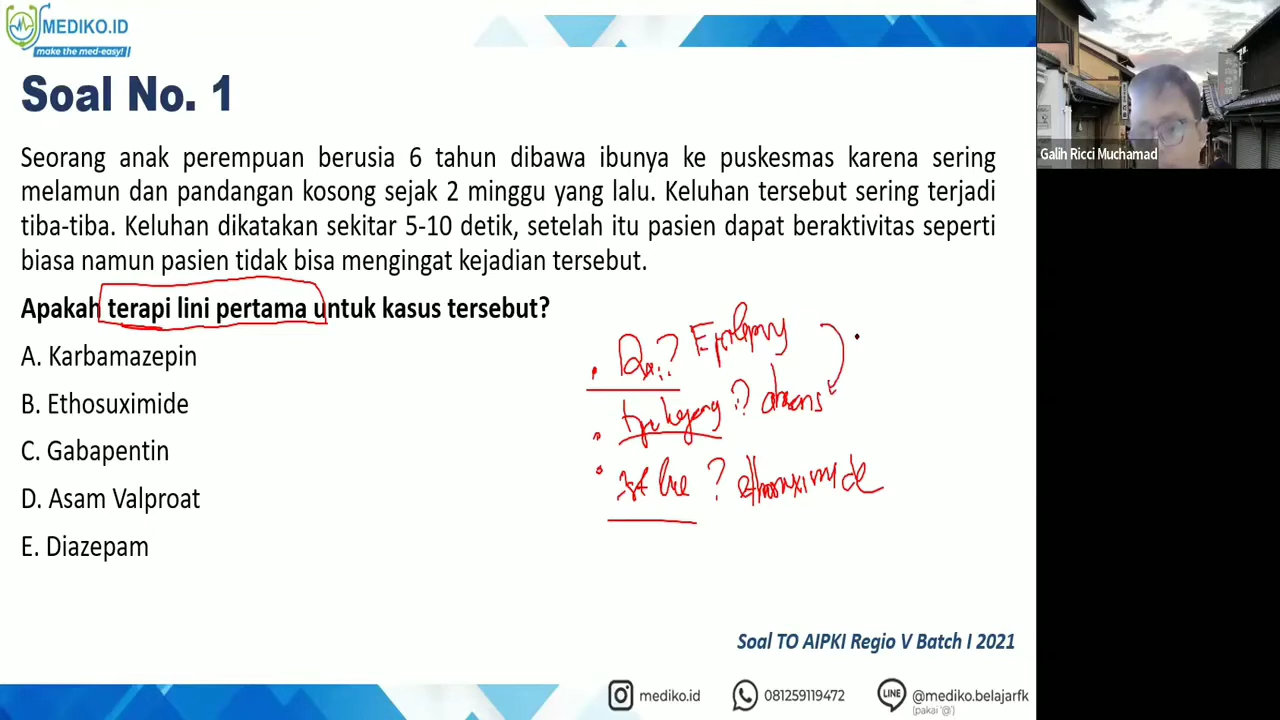 MEDIKO.ID
make the med-easy!
Soal No. 1
Seorang anak perempuan berusia 6 tahun dibawa ibunya ke puskesmas karena sering
melamun dan pandangan kosong sejak 2 minggu yang lalu. Keluhan tersebut sering terjadi
tiba-tiba. Keluhan dikatakan sekitar 5-10 detik, setelah itu pasien dapat beraktivitas seperti
biasa namun pasien tidak bisa mengingat kejadian tersebut.
Apakah terapi lini pertama untuk kasus tersebut?
A. Karbamazepin
B. Ethosuximide
C. Gabapentin
D. Asam Valproat
E. Diazepam
Dx? Epilepsy
tipe kejang? absens
1st line? ethosuximide
Soal TO AIPKI Regio V Batch I 2021
mediko.id
081259119472
@mediko.belajarfk
(pakai '@')
Galih Ricci Muchamad